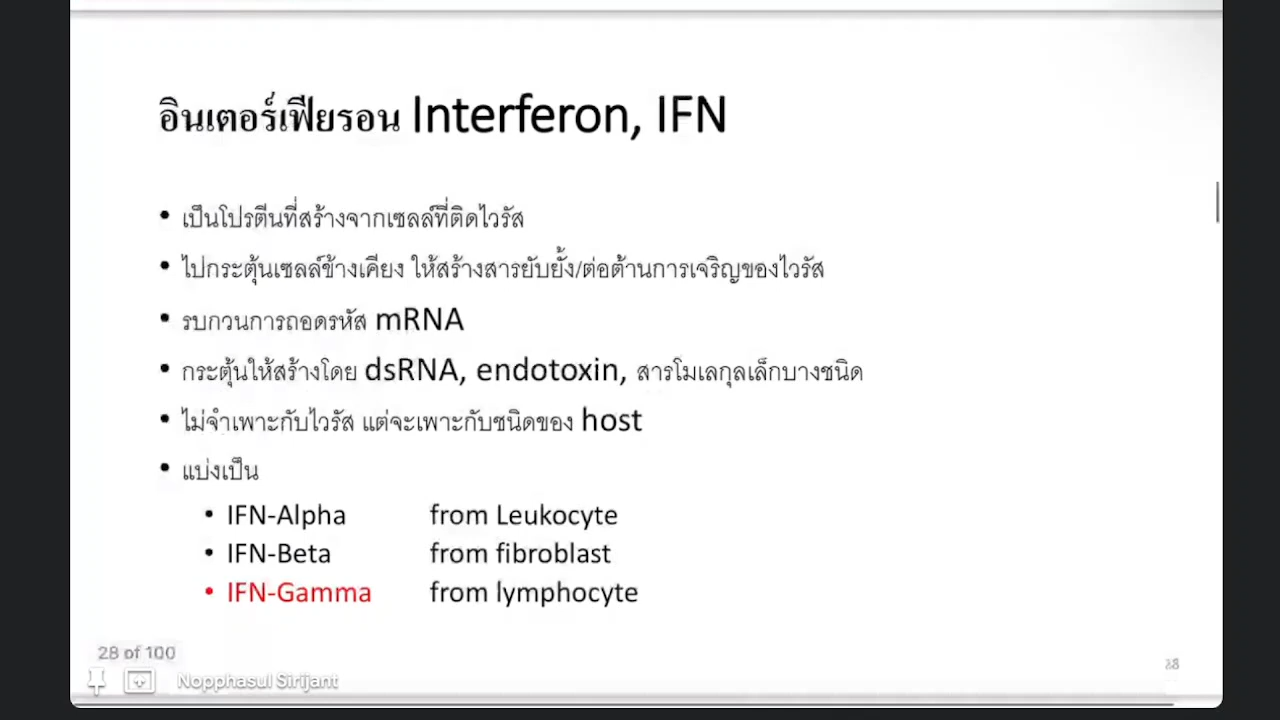 อินเตอร์เฟียรอน Interferon, IFN
• เป็นโปรตีนที่สร้างจากเซลล์ที่ติดไวรัส
• ไปกระตุ้นเซลล์ข้างเคียง ให้สร้างสารยับยั้ง/ต่อต้านการเจริญของไวรัส
• รบกวนการถอดรหัส mRNA
• กระตุ้นให้สร้างโดย dsRNA, endotoxin, สารโมเลกุลเล็กบางชนิด
• ไม่จำเพาะกับไวรัส แต่จะเพาะกับชนิดของ host
• แบ่งเป็น
• IFN-Alpha from Leukocyte
• IFN-Beta from fibroblast
• IFN-Gamma from lymphocyte
28 of 100
28
Nopphasul Sirijant